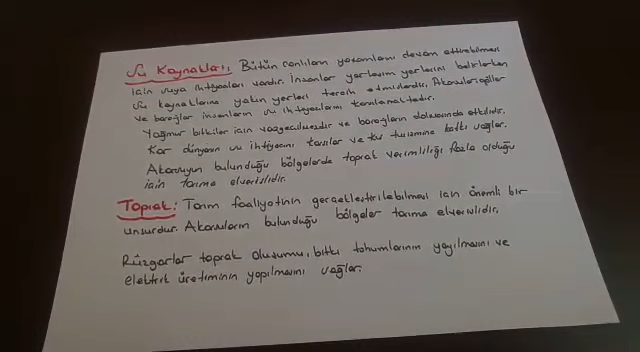 Su Kaynakları: Bütün canlıların yaşamlarını devam ettirebilmesi
için suya ihtiyaçları vardır. İnsanlar yerleşim yerlerini belirlerken
su kaynaklarına yakın yerleri tercih etmişlerdir. Akarsular, göller
ve barajlar insanların su ihtiyaçlarını karşılamaktadır.
Yağmur bitkiler için vazgeçilmezdir ve barajların dolmasında etkilidir.
Kar dünyanın su ihtiyacını karşılar ve kış turizmine katkı sağlar.
Akarsuyun bulunduğu bölgelerde toprak verimliliği fazla olduğu
için tarıma elverişlidir.
Toprak: Tarım faaliyetinin gerçekleştirilebilmesi için önemli bir
unsurdur. Akarsuların bulunduğu bölgeler tarıma elverişlidir.
Rüzgarlar toprak oluşumu, bitki tohumlarının yayılmasını ve
elektrik üretiminin yapılmasını sağlar.